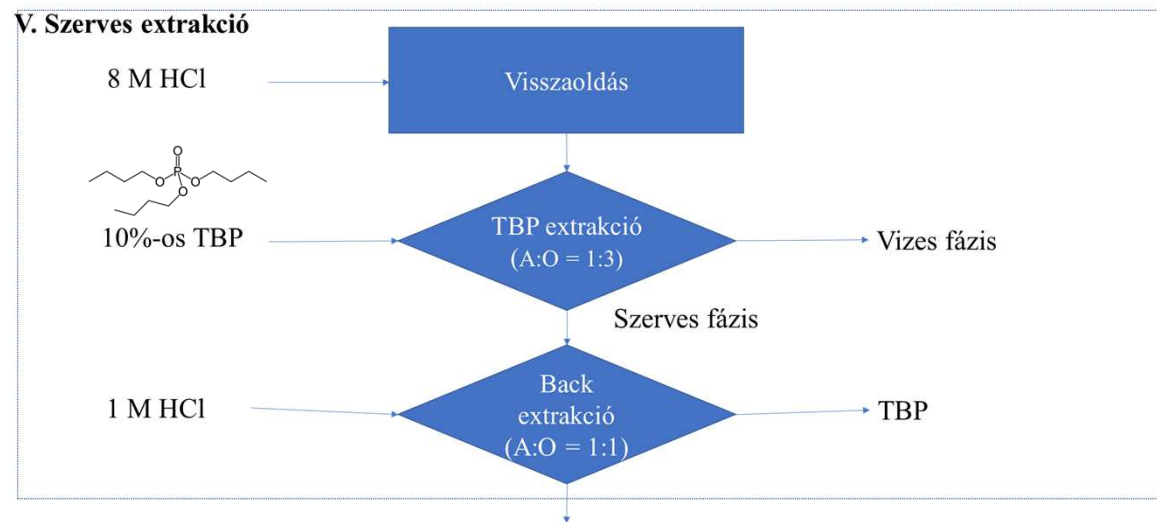 V. Szerves extrakció
8 M HCl
Visszaoldás
O
P
O
O
O
10%-os TBP
TBP extrakció
(A:O = 1:3)
Vizes fázis
Szerves fázis
1 M HCl
Back
extrakció
(A:O = 1:1)
TBP